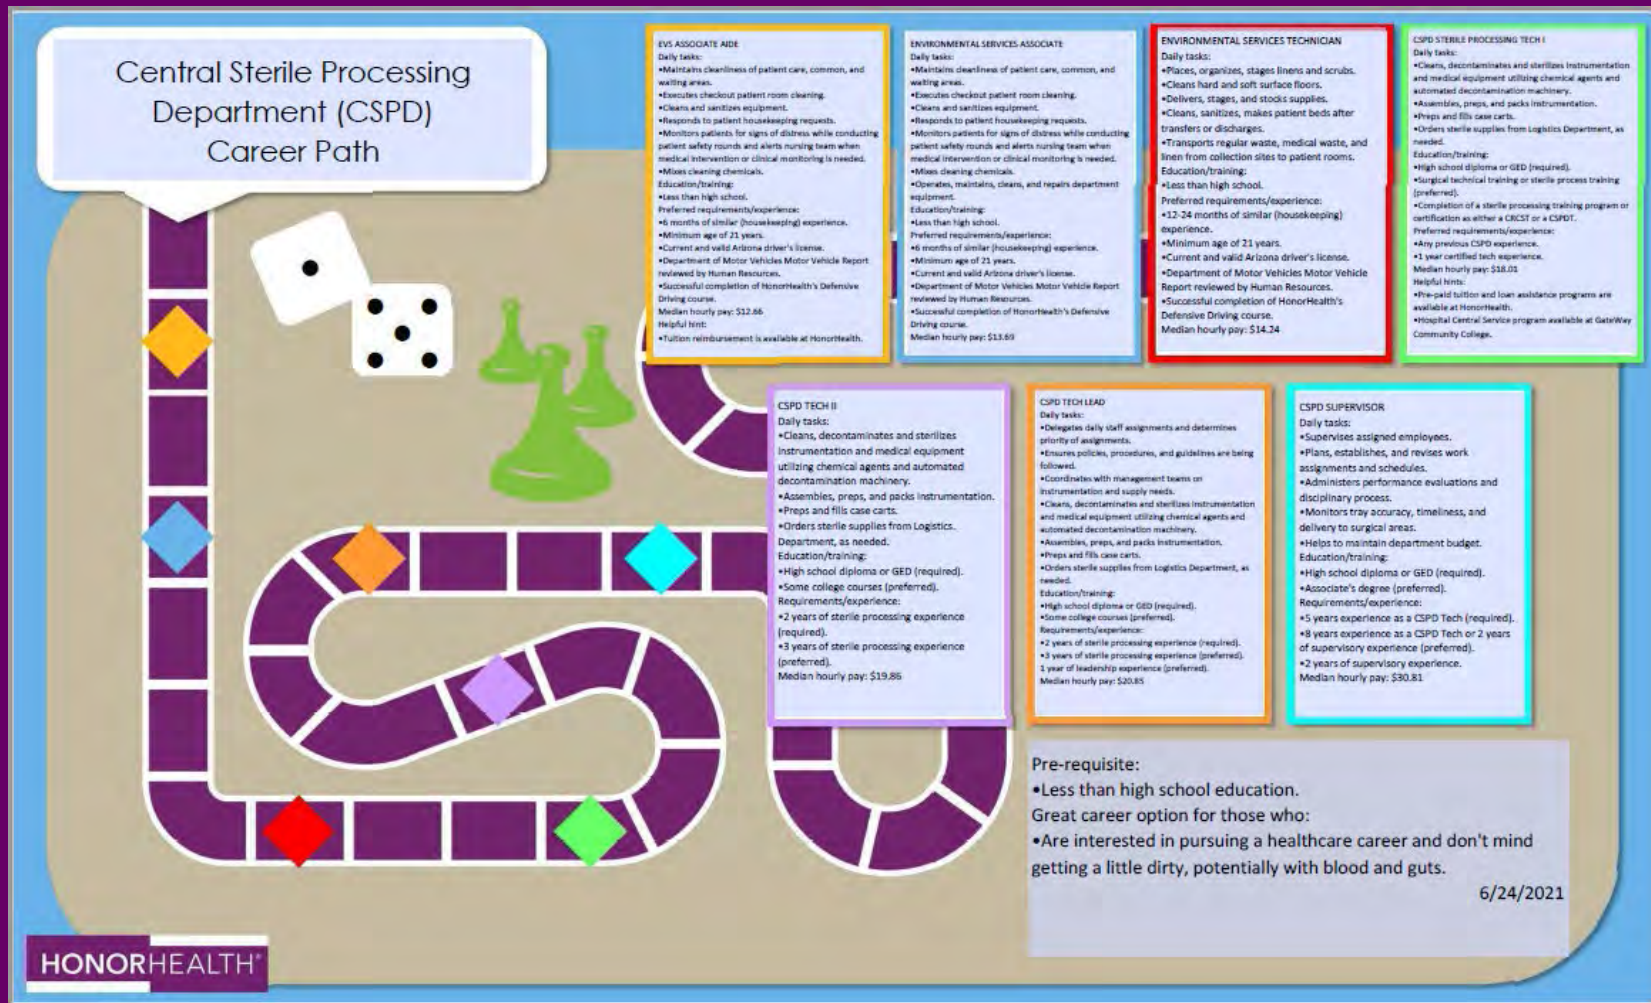 Central Sterile Processing
Department (CSPD)
Career Path
EVS ASSOCIATE AIDE
Daily tasks:
•Maintains cleanliness of patient care, common, and
waiting areas.
•Executes checkout patient room cleaning.
•Cleans and sanitizes equipment.
•Responds to patient housekeeping requests.
•Monitors patients for signs of distress while conducting
patient safety rounds and alerts nursing team when
medical intervention or clinical monitoring is needed.
•Mixes cleaning chemicals.
Education/training:
•Less than high school.
Preferred requirements/experience:
•6 months of similar (housekeeping) experience.
•Minimum age of 21 years.
•Current and valid Arizona driver's license.
•Department of Motor Vehicles Motor Vehicle Report
reviewed by Human Resources.
•Successful completion of HonorHealth's Defensive
Driving course.
Median hourly pay: $12.66
Helpful hint:
•Tuition reimbursement is available at HonorHealth.
ENVIRONMENTAL SERVICES ASSOCIATE
Daily tasks:
•Maintains cleanliness of patient care, common, and
waiting areas.
•Executes checkout patient room cleaning.
•Cleans and sanitizes equipment.
•Responds to patient housekeeping requests.
•Monitors patients for signs of distress while conducting
patient safety rounds and alerts nursing team when
medical intervention or clinical monitoring is needed.
•Mixes cleaning chemicals.
•Operates, maintains, cleans, and repairs department
equipment.
Education/training:
•Less than high school.
Preferred requirements/experience:
•6 months of similar (housekeeping) experience.
•Minimum age of 21 years.
•Current and valid Arizona driver's license.
•Department of Motor Vehicles Motor Vehicle Report
reviewed by Human Resources.
•Successful completion of HonorHealth's Defensive
Driving course.
Median hourly pay: $13.69
ENVIRONMENTAL SERVICES TECHNICIAN
Daily tasks:
•Places, organizes, stages linens and scrubs.
•Cleans hard and soft surface floors.
•Delivers, stages, and stocks supplies.
•Cleans, sanitizes, makes patient beds after
transfers or discharges.
•Transports regular waste, medical waste, and
linen from collection sites to patient rooms.
Education/training:
•Less than high school.
Preferred requirements/experience:
•12-24 months of similar (housekeeping)
experience.
•Minimum age of 21 years.
•Current and valid Arizona driver's license.
•Department of Motor Vehicles Motor Vehicle
Report reviewed by Human Resources.
•Successful completion of HonorHealth's
Defensive Driving course.
Median hourly pay: $14.24
CSPD STERILE PROCESSING TECH I
Daily tasks:
•Cleans, decontaminates and sterilizes instrumentation
and medical equipment utilizing chemical agents and
automated decontamination machinery.
•Assembles, preps, and packs instrumentation.
•Preps and fills case carts.
•Orders sterile supplies from Logistics Department, as
needed.
Education/training:
•High school diploma or GED (required).
•Surgical technical training or sterile process training
(preferred).
•Completion of a sterile processing training program or
certification as either a CRCST or a CSPDT.
Preferred requirements/experience:
•Any previous CSPD experience.
•1 year certified tech experience.
Median hourly pay: $18.01
Helpful hints:
•Pre-paid tuition and loan assistance programs are
available at HonorHealth.
•Hospital Central Service program available at GateWay
Community College.
CSPD TECH II
Daily tasks:
•Cleans, decontaminates and sterilizes
instrumentation and medical equipment
utilizing chemical agents and automated
decontamination machinery.
•Assembles, preps, and packs instrumentation.
•Preps and fills case carts.
•Orders sterile supplies from Logistics.
Department, as needed.
Education/training:
•High school diploma or GED (required).
•Some college courses (preferred).
Requirements/experience:
•2 years of sterile processing experience
(required).
•3 years of sterile processing experience
(preferred).
Median hourly pay: $19.86
CSPD TECH LEAD
Daily tasks:
•Delegates daily staff assignments and determines
priority of assignments.
•Ensures policies, procedures, and guidelines are being
followed.
•Coordinates with management teams on
instrumentation and supply needs.
•Cleans, decontaminates and sterilizes instrumentation
and medical equipment utilizing chemical agents and
automated decontamination machinery.
•Assembles, preps, and packs instrumentation.
•Preps and fills case carts.
•Orders sterile supplies from Logistics Department, as
needed.
Education/training:
•High school diploma or GED (required).
•Some college courses (preferred).
Requirements/experience:
•2 years of sterile processing experience (required).
•3 years of sterile processing experience (preferred).
1 year of leadership experience (preferred).
Median hourly pay: $20.85
CSPD SUPERVISOR
Daily tasks:
•Supervises assigned employees.
•Plans, establishes, and revises work
assignments and schedules.
•Administers performance evaluations and
disciplinary process.
•Monitors tray accuracy, timeliness, and
delivery to surgical areas.
•Helps to maintain department budget.
Education/training:
•High school diploma or GED (required).
•Associate's degree (preferred).
Requirements/experience:
•5 years experience as a CSPD Tech (required).
•8 years experience as a CSPD Tech or 2 years
of supervisory experience (preferred).
•2 years of supervisory experience.
Median hourly pay: $30.81
Pre-requisite:
•Less than high school education.
Great career option for those who:
•Are interested in pursuing a healthcare career and don't mind
getting a little dirty, potentially with blood and guts.
6/24/2021
HONORHEALTH®